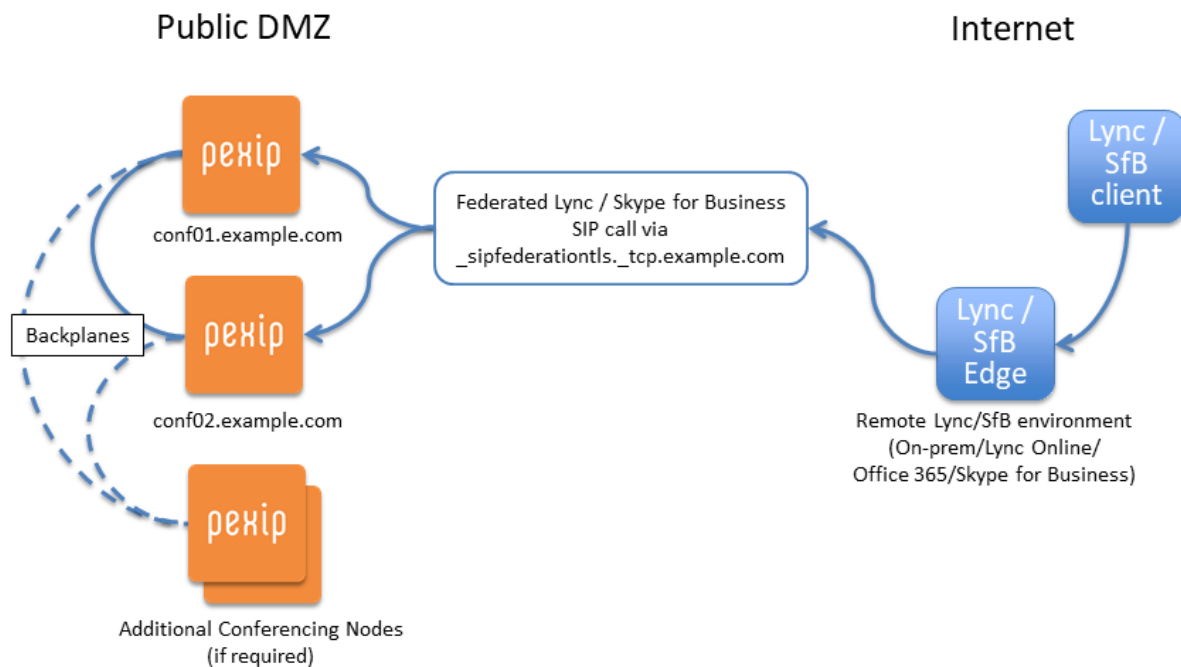 Public DMZ
Internet
pexip
conf01.example.com
pexip
conf02.example.com
Backplanes
pexip
Additional Conferencing Nodes
(if required)
Federated Lync / Skype for Business
SIP call via
_sipfederationtls._tcp.example.com
Lync /
SfB
client
Lync /
SfB
Edge
Remote Lync/SfB environment
(On-prem/Lync Online/
Office 365/Skype for Business)